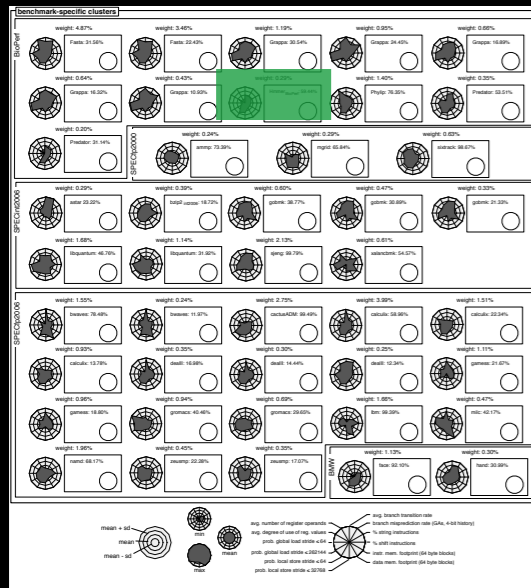 benchmark-specific clusters
BioPerf
weight: 4.87% weight: 3.46% weight: 1.19% weight: 0.95% weight: 0.66%
Fasta: 31.56% Fasta: 22.43% Grappa: 30.54% Grappa: 24.45% Grappa: 16.89%
weight: 0.64% weight: 0.43% weight: 1.40% weight: 0.35%
Grappa: 16.32% Grappa: 10.93% Phylip: 76.35% Predator: 53.51%
weight: 0.20%
Predator: 31.14%
SPECfp2000
weight: 0.24% weight: 0.29% weight: 0.63%
ammp: 73.39% mgrid: 65.84% sixtrack: 88.67%
SPECint2006
weight: 0.29% weight: 0.39% weight: 0.60% weight: 0.47% weight: 0.33%
astar: 23.22% bzip2 18.73% gobmk: 38.77% gobmk: 30.89% gobmk: 21.33%
weight: 1.68% weight: 1.14% weight: 2.13% weight: 0.61%
libquantum: 46.76% libquantum: 31.92% sjeng: 99.79% xalancbmk: 54.57%
SPECfp2006
weight: 1.55% weight: 0.24% weight: 2.75% weight: 3.99% weight: 1.51%
bwaves: 76.48% bwaves: 11.97% cactusADM: 99.49% calculix: 58.96% calculix: 22.34%
weight: 0.93% weight: 0.35% weight: 0.30% weight: 0.25% weight: 1.11%
calculix: 13.78% dealII: 16.98% dealII: 14.44% dealII: 12.34% gamess: 21.67%
weight: 0.96% weight: 0.94% weight: 0.69% weight: 1.66% weight: 0.47%
gamess: 18.80% gromacs: 40.46% gromacs: 29.65% lbm: 99.39% milc: 42.17%
weight: 1.96% weight: 0.45% weight: 0.35%
namd: 68.17% zeusmp: 22.39% zeusmp: 17.07%
BMW
weight: 1.13% weight: 0.30%
face: 92.10% hand: 30.99%
mean + sd
mean
mean - sd
min
max
mean
avg. number of register operands
avg. degree of use of reg. values
prob. global load stride ≤ 64
prob. global load stride ≤ 262144
prob. local store stride ≤ 64
prob. local store stride ≤ 32768
avg. branch transition rate
branch misprediction rate (GAs, 4-bit history)
% string instructions
% shift instructions
instr. mem. footprint (64 byte blocks)
data mem. footprint (64 byte blocks)